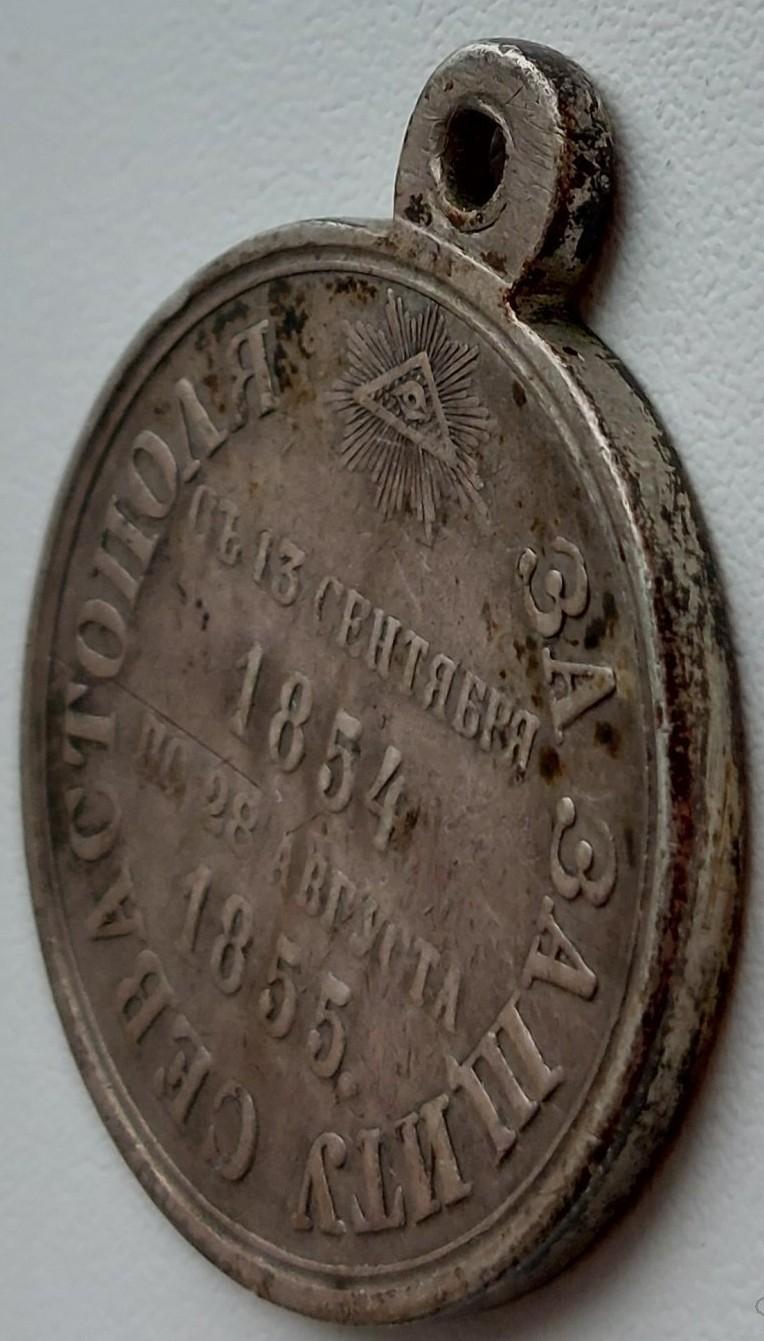 ЗА ЗАЩИТУ СЕВАСТОПОЛЯ
СЪ 13 СЕНТЯБРЯ
1854
ПО 28 АВГУСТА
1855.